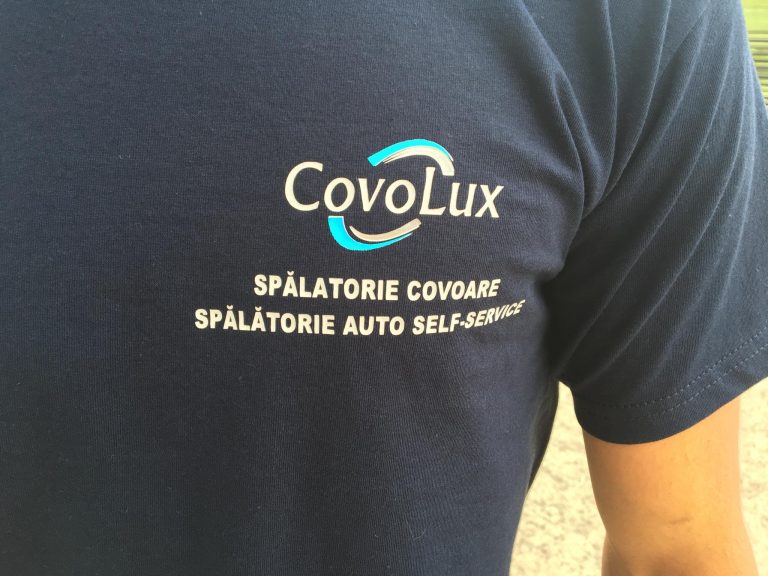 CovoLux
SPĂLATORIE COVOARE
SPĂLĂTORIE AUTO SELF-SERVICE